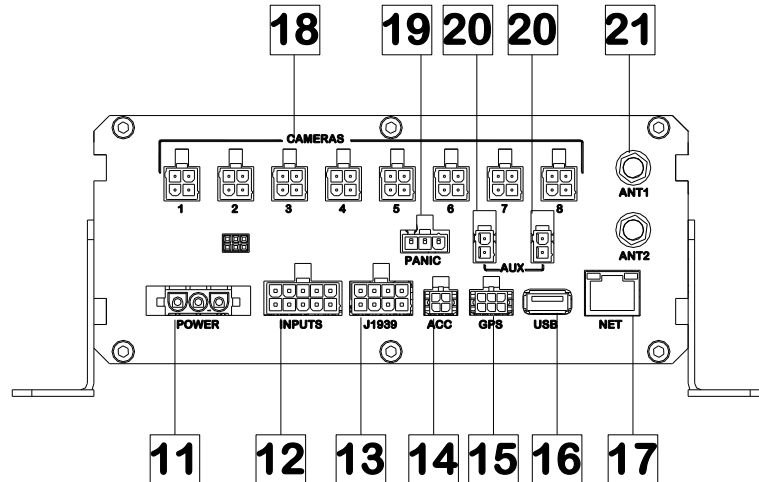 18 19 20 20 21
CAMERAS
1 2 3 4 5 6 7 8
ANT1
PANIC
ANT2
AUX
POWER INPUTS J1939 ACC GPS USB NET
11 12 13 14 15 16 17